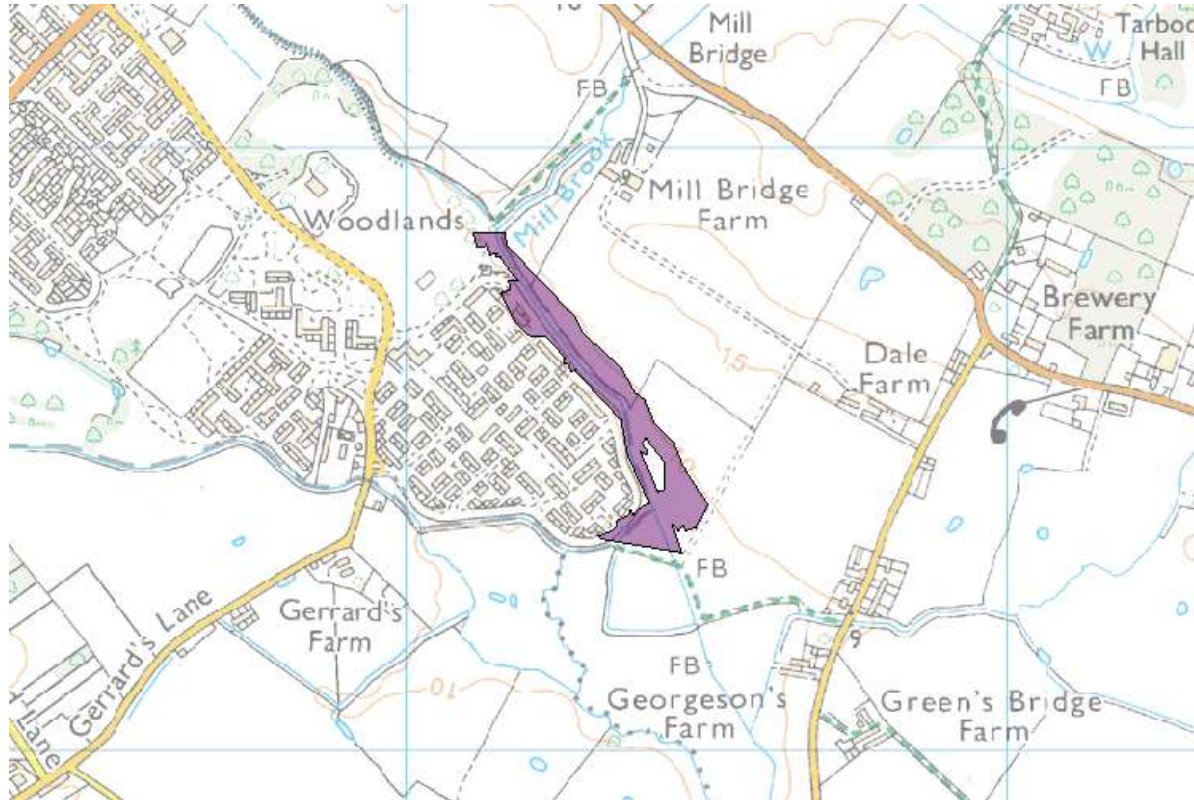 Mill
Bridge
Tarboc
Hall
W
FB
FB
Mill Brook
Mill Bridge
Farm
Woodlands
Brewery
Farm
15
Dale
Farm
FB
Gerrard's
Farm
Gerrard's Lane
Lane
9
FB
10
Georgeson's
Farm
Green's Bridge
Farm